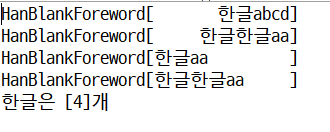 HanBlankForeword[      한글abcd]
HanBlankForeword[    한글한글aa]
HanBlankForeword[한글aa        ]
HanBlankForeword[한글한글aa    ]
한글은 [4]개